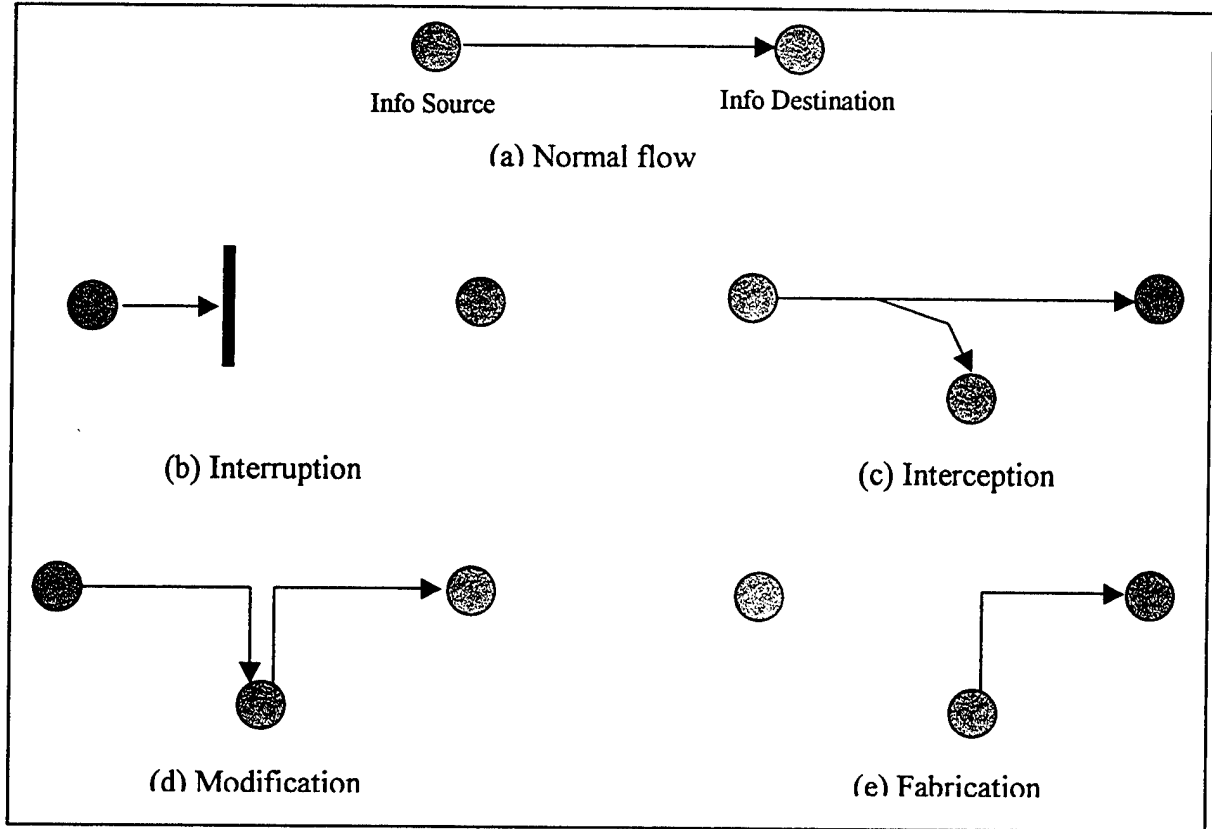 Info Source
Info Destination
(a) Normal flow
(b) Interruption
(c) Interception
(d) Modification
(e) Fabrication